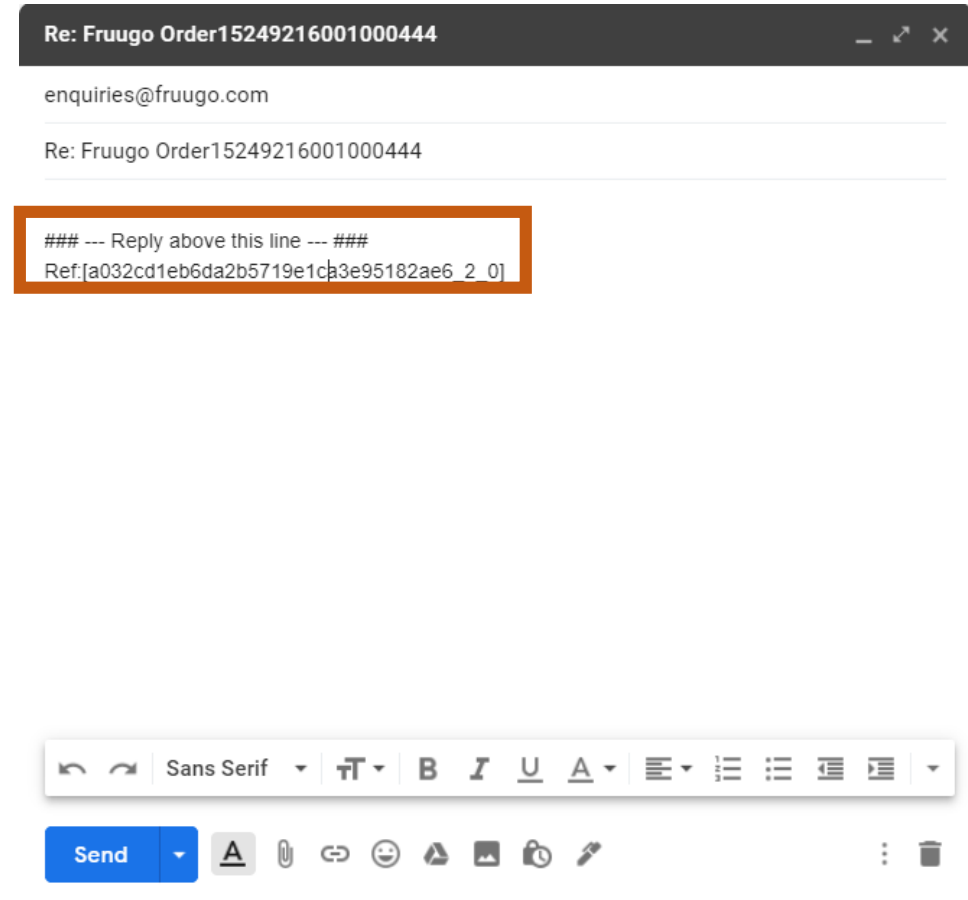 Re: Fruugo Order15249216001000444
enquiries@fruugo.com
Re: Fruugo Order15249216001000444
### --- Reply above this line --- ###
Ref:[a032cd1eb6da2b5719e1ca3e95182ae6_2_0]
Sans Serif
Send